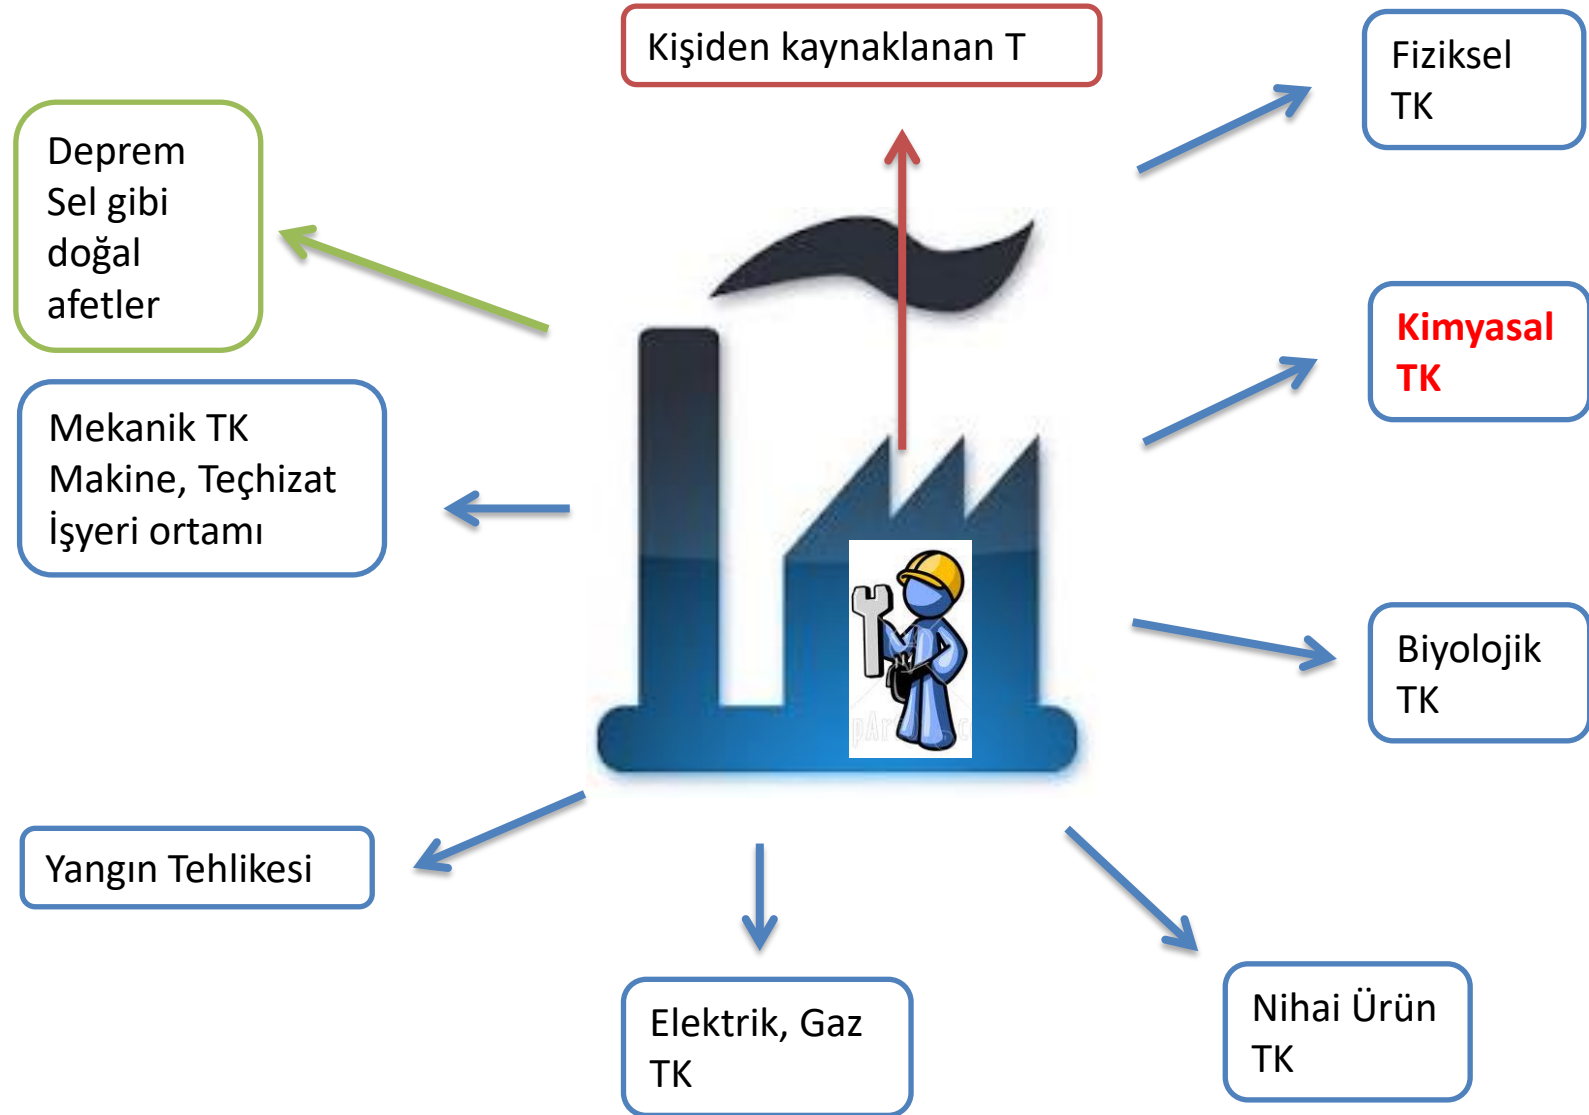 Kişiden kaynaklanan T
Fiziksel
TK
Deprem
Sel gibi
doğal
afetler
Kimyasal
TK
Mekanik TK
Makine, Teçhizat
İşyeri ortamı
Biyolojik
TK
Yangın Tehlikesi
Elektrik, Gaz
TK
Nihai Ürün
TK